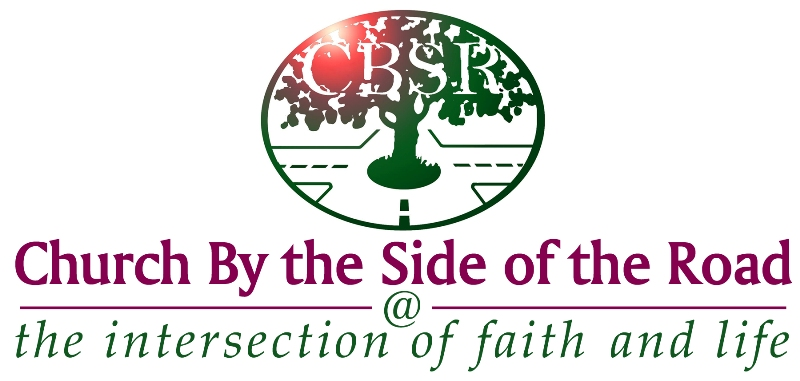 CBSR
Church By the Side of the Road
@
the intersection of faith and life